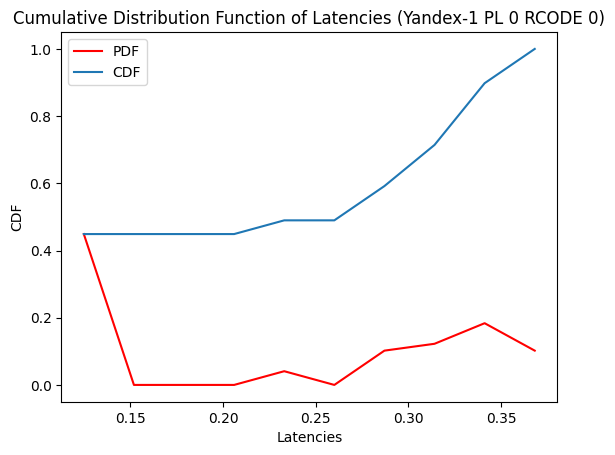 Cumulative Distribution Function of Latencies (Yandex-1 PL 0 RCODE 0)
PDF
CDF
1.0
0.8
0.6
0.4
0.2
0.0
CDF
0.15
0.20
0.25
0.30
0.35
Latencies